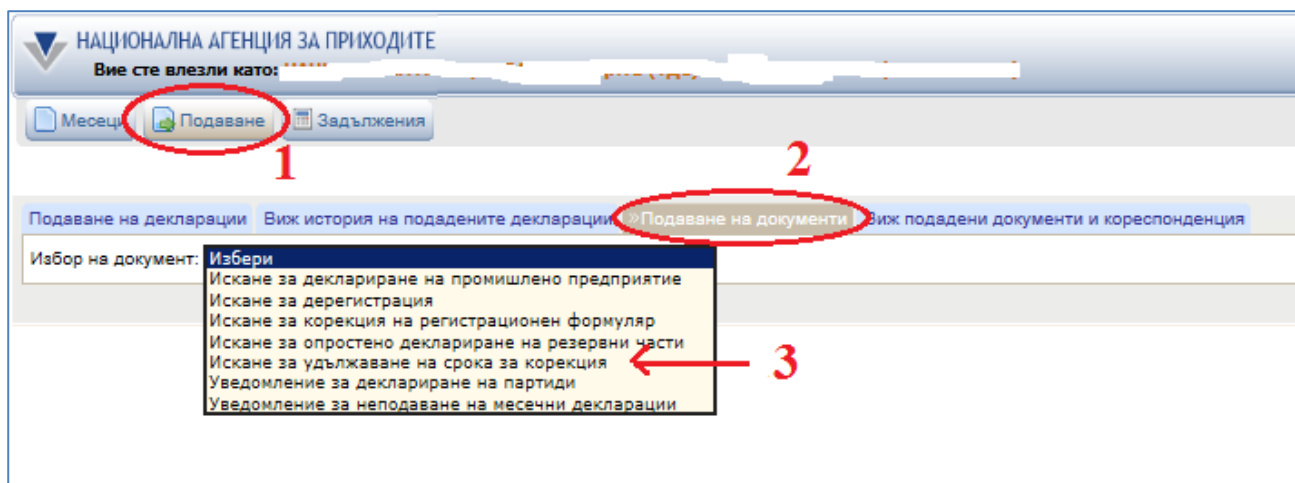 НАЦИОНАЛНА АГЕНЦИЯ ЗА ПРИХОДИТЕ
Вие сте влезли като:
Месеци Подаване Задължения
1
2
Подаване на декларации Виж история на подадените декларации »Подаване на документи Виж подадени документи и кореспонденция
Избор на документ: Избери
Искане за деклариране на промишлено предприятие
Искане за дерегистрация
Искане за корекция на регистрационен формуляр
Искане за опростено деклариране на резервни части
Искане за удължаване на срока за корекция
3
Уведомление за деклариране на партиди
Уведомление за неподаване на месечни декларации